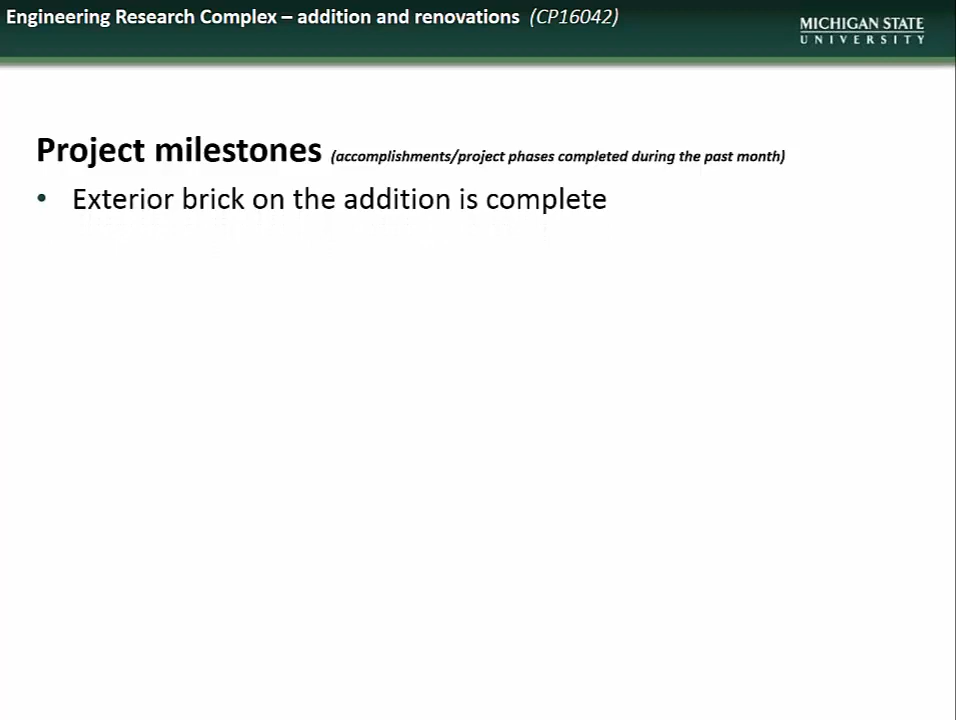 Engineering Research Complex – addition and renovations (CP16042)
MICHIGAN STATE
UNIVERSITY
Project milestones (accomplishments/project phases completed during the past month)
• Exterior brick on the addition is complete